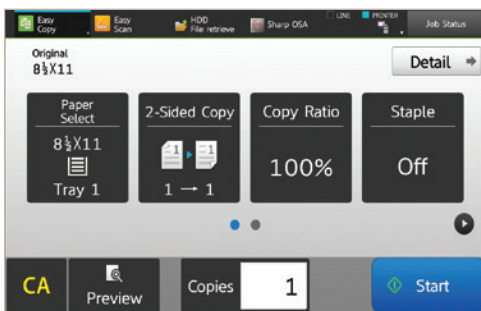 Easy
Copy
Easy
Scan
HDD
File retrieve
Sharp OSA
LINE
PRINTER
Job Status
Original
8½X11
Detail
Paper
Select
8½X11
Tray 1
2-Sided Copy
1 1
1 → 1
Copy Ratio
100%
Staple
Off
CA
Preview
Copies
1
Start